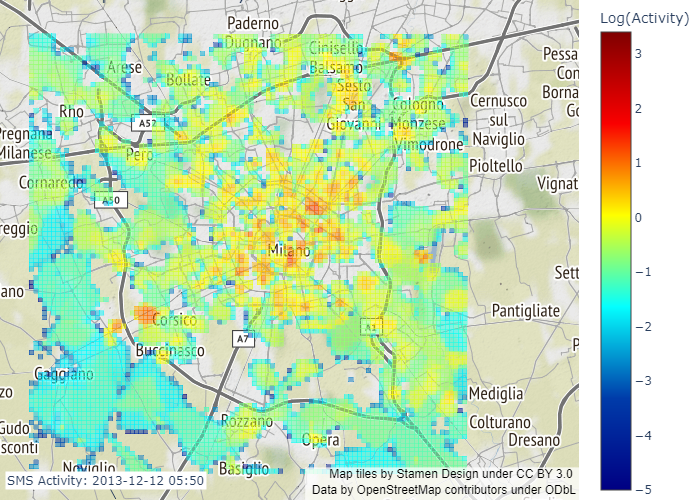 Paderno
Dugnano
Cinisello
Balsamo
Log(Activity)
3
2
1
0
−1
−2
−3
−4
−5
Arese
Bollate
Sesto
San
Giovanni
Rho
A52
Cologno
Monzese
Vimodrone
Cernusco
sul
Naviglio
Pessa
Con
Borna
Go
Pregnana
Milanese
Pero
Pioltello
Cornaredo
A50
Vignat
reggio
Milano
Sett
ano
Corsico
Pantigliate
A7
A1
P
Buccinasco
Gaggiano
zo
Mediglia
Rozzano
Opera
Colturano
Dresano
Gudo
sconti
Noviglio
Basiglio
SMS Activity: 2013-12-12 05:50
Map tiles by Stamen Design under CC BY 3.0
Data by OpenStreetMap contributors under ODbL